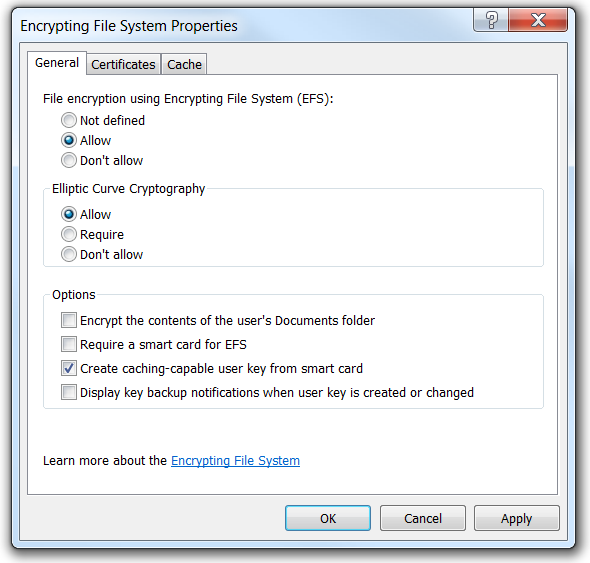 Encrypting File System Properties
General
Certificates
Cache
File encryption using Encrypting File System (EFS):
Not defined
Allow
Don't allow
Elliptic Curve Cryptography
Allow
Require
Don't allow
Options
Encrypt the contents of the user's Documents folder
Require a smart card for EFS
Create caching-capable user key from smart card
Display key backup notifications when user key is created or changed
Learn more about the Encrypting File System
OK
Cancel
Apply